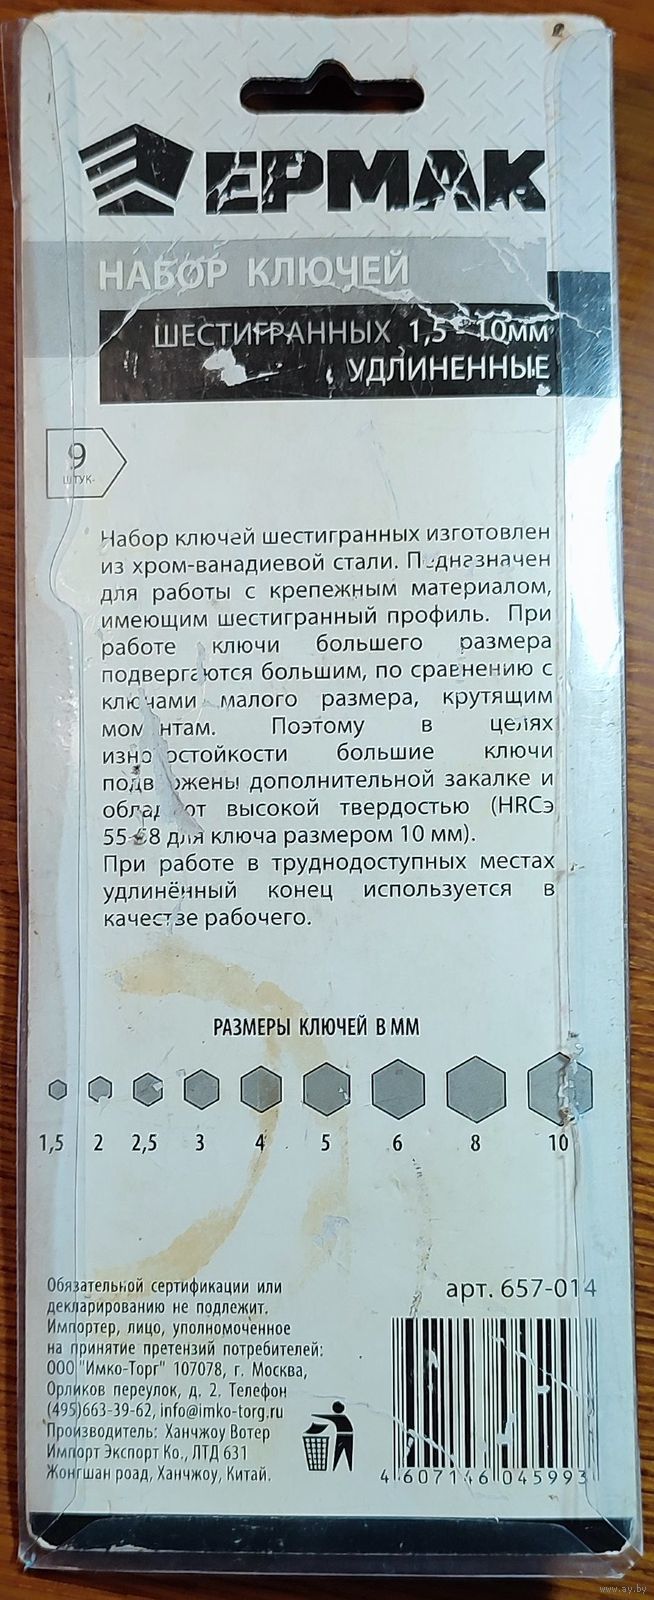 ЕРМАК
НАБОР КЛЮЧЕЙ
ШЕСТИГРАННЫХ 1,5 - 10мм
УДЛИНЕННЫЕ
9
ШТУК
Набор ключей шестигранных изготовлен
из хром-ванадиевой стали. Предназначен
для работы с крепежным материалом,
имеющим шестигранный профиль. При
работе ключи большего размера
подвергаются большим, по сравнению с
ключами малого размера, крутящим
моментам. Поэтому в целях
износостойкости большие ключи
подвержены дополнительной закалке и
обладают высокой твердостью (HRCэ
55-58 для ключа размером 10 мм).
При работе в труднодоступных местах
удлинённый конец используется в
качестве рабочего.
РАЗМЕРЫ КЛЮЧЕЙ В ММ
1,5 2 2,5 3 4 5 6 8 10
Обязательной сертификации или
декларированию не подлежит.
Импортер, лицо, уполномоченное
на принятие претензий потребителей:
ООО "Имко-Торг" 107078, г. Москва,
Орликов переулок, д. 2. Телефон
(495)663-39-62, info@imko-torg.ru
Производитель: Ханчжоу Вотер
Импорт Экспорт Ко., ЛТД 631
Жонгшан роад, Ханчжоу, Китай.
арт. 657-014
4 607146 045993
www.ay.by